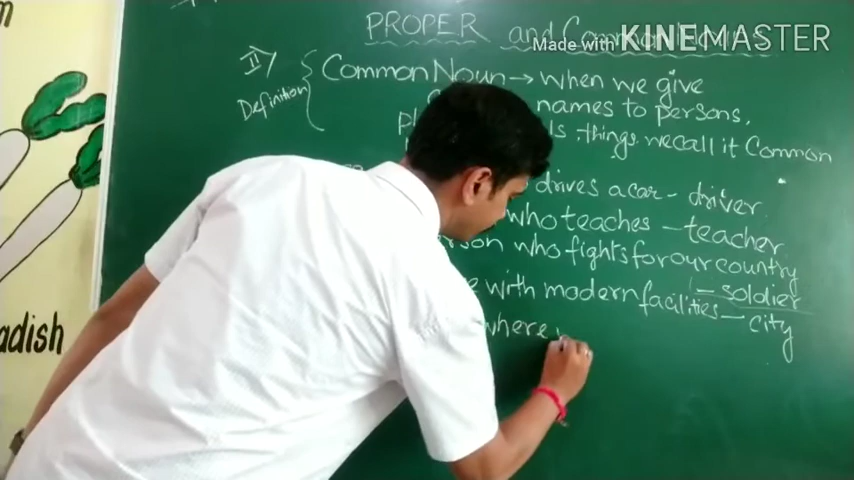 PROPER and Common Noun
Made with KINEMASTER
II) Common Noun → when we give
Definition
names to persons,
things we call it Common
drives a car - driver
who teaches - teacher
who fights for our country
- soldier
with modern facilities - city
where
adish